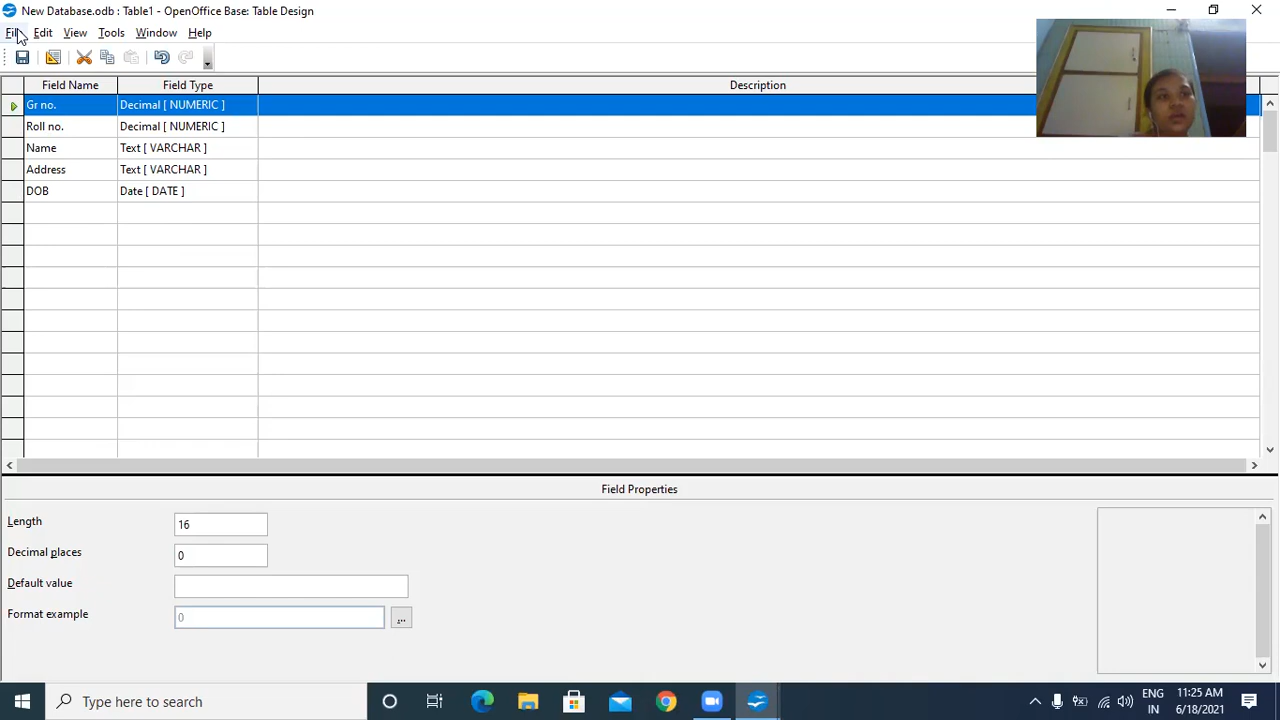 New Database.odb : Table1 - OpenOffice Base: Table Design
File Edit View Tools Window Help
Field Name Field Type Description
Gr no. Decimal [ NUMERIC ]
Roll no. Decimal [ NUMERIC ]
Name Text [ VARCHAR ]
Address Text [ VARCHAR ]
DOB Date [ DATE ]
Field Properties
Length 16
Decimal places 0
Default value
Format example 0 ...
Type here to search ENG 11:25 AM
IN 6/18/2021